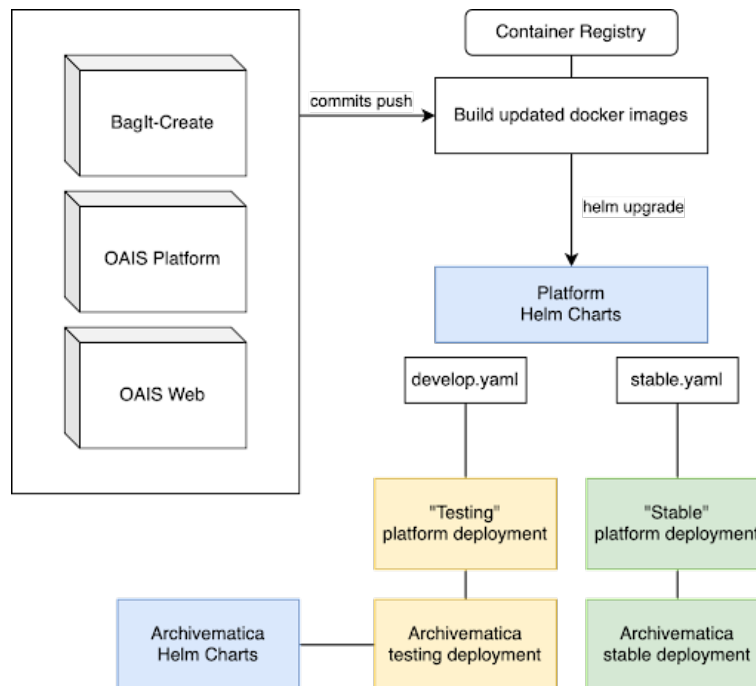 Container Registry
BagIt-Create
commits push
Build updated docker images
OAIS Platform
helm upgrade
Platform
Helm Charts
OAIS Web
develop.yaml
stable.yaml
"Testing"
platform deployment
"Stable"
platform deployment
Archivematica
Helm Charts
Archivematica
testing deployment
Archivematica
stable deployment